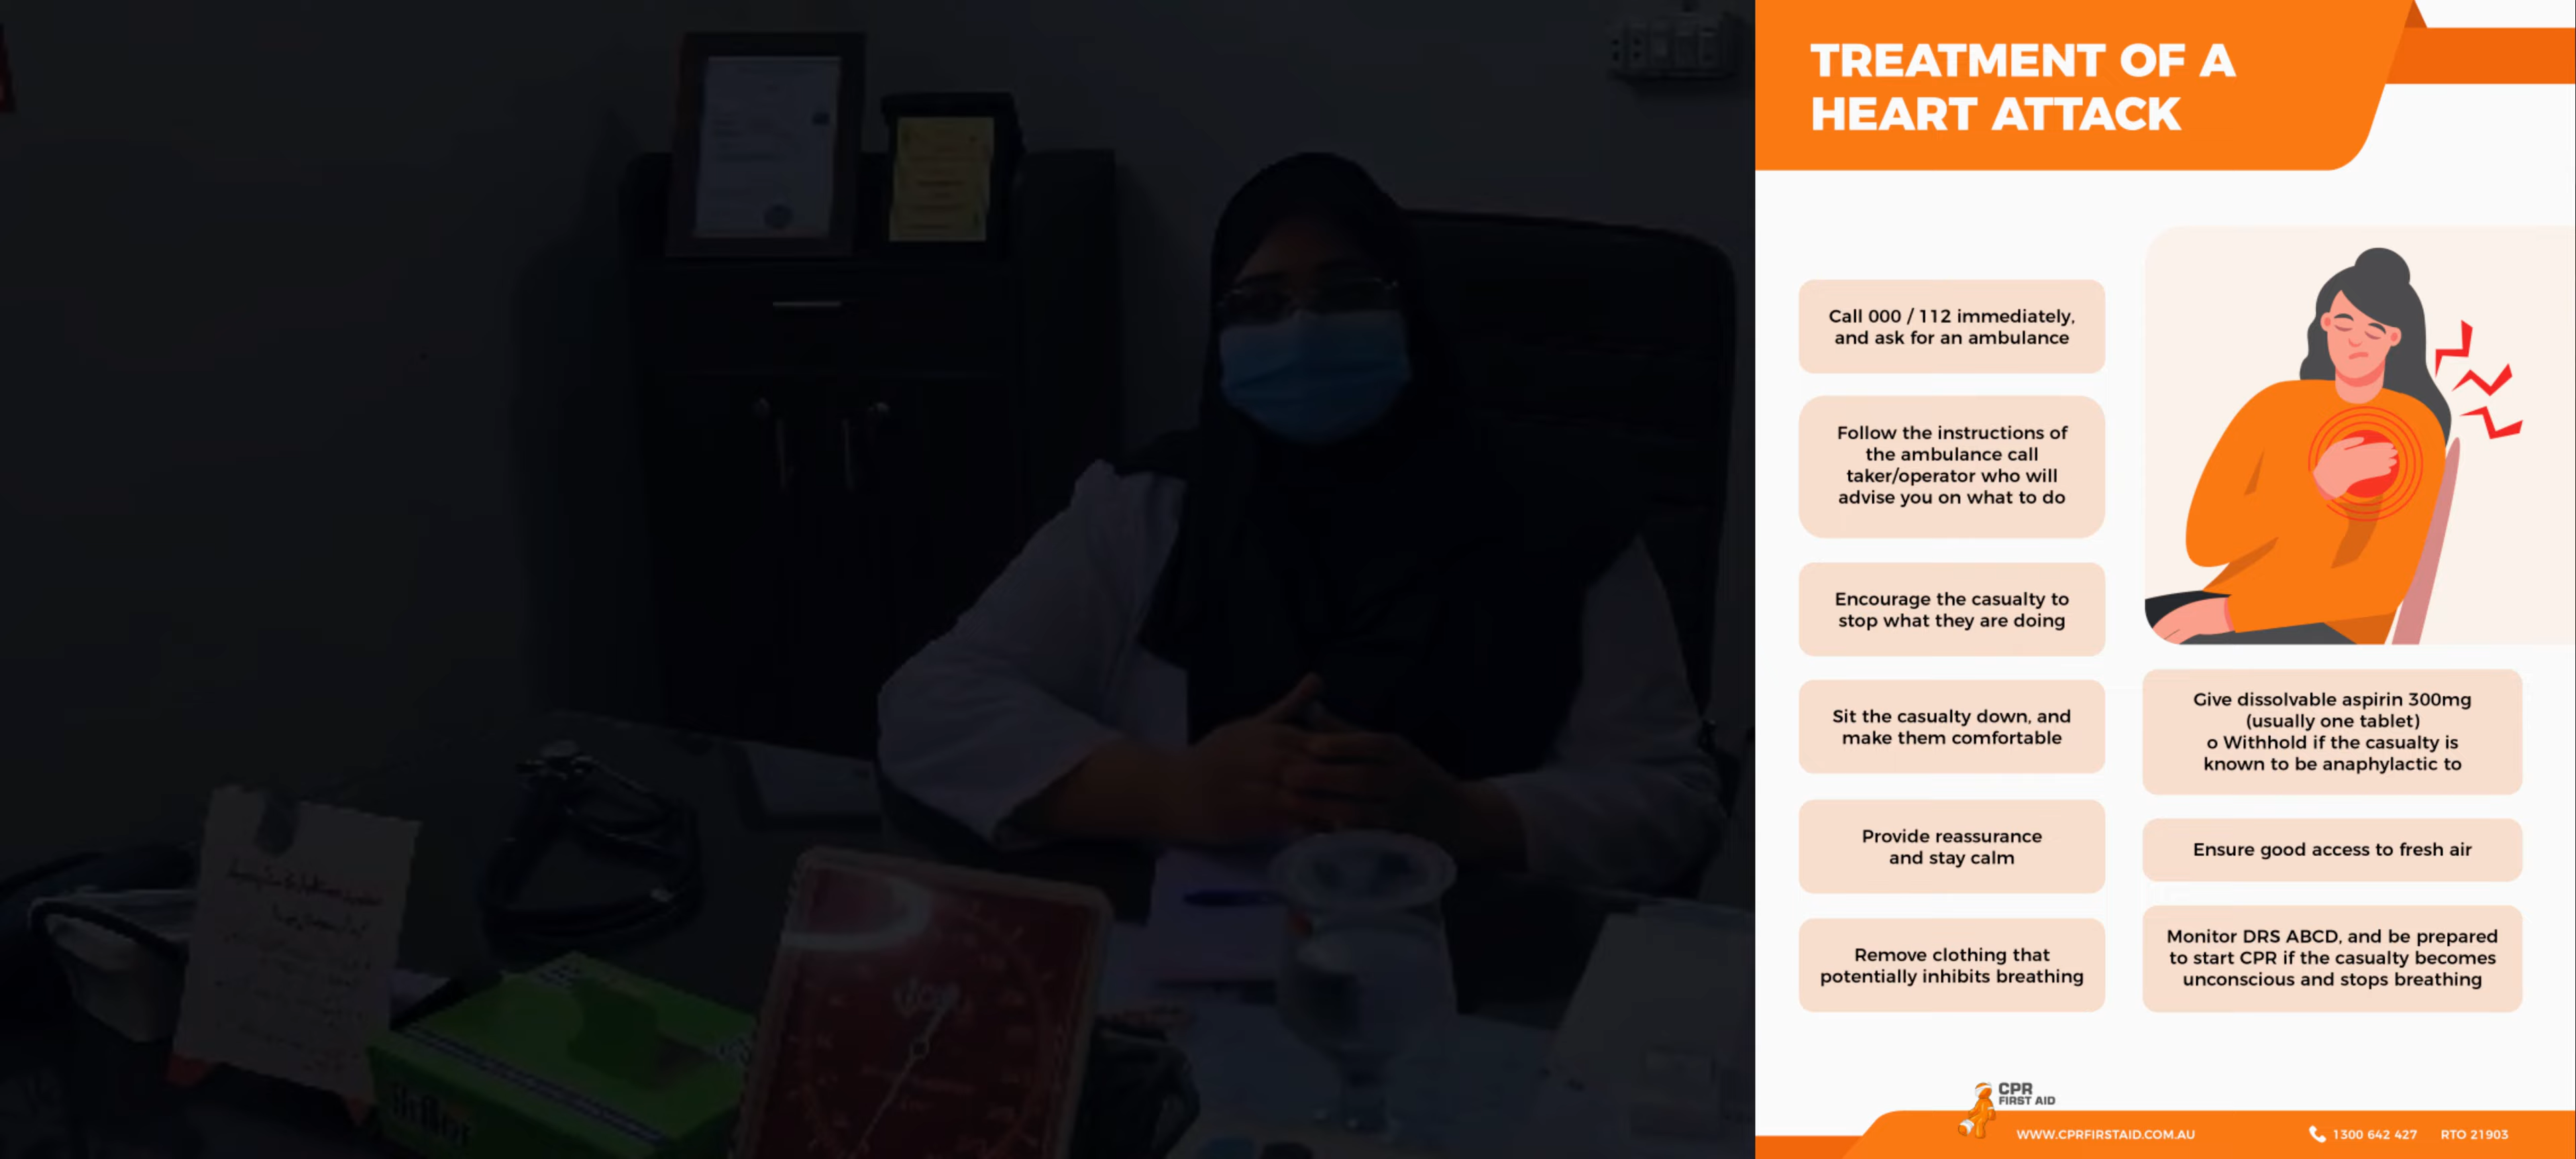 TREATMENT OF A
HEART ATTACK
Call 000 / 112 immediately,
and ask for an ambulance
Follow the instructions of
the ambulance call
taker/operator who will
advise you on what to do
Encourage the casualty to
stop what they are doing
Sit the casualty down, and
make them comfortable
Provide reassurance
and stay calm
Remove clothing that
potentially inhibits breathing
Give dissolvable aspirin 300mg
(usually one tablet)
o Withhold if the casualty is
known to be anaphylactic to
Ensure good access to fresh air
Monitor DRS ABCD, and be prepared
to start CPR if the casualty becomes
unconscious and stops breathing
CPR
FIRST AID
WWW.CPRFIRSTAID.COM.AU
1300 642 427
RTO 21903